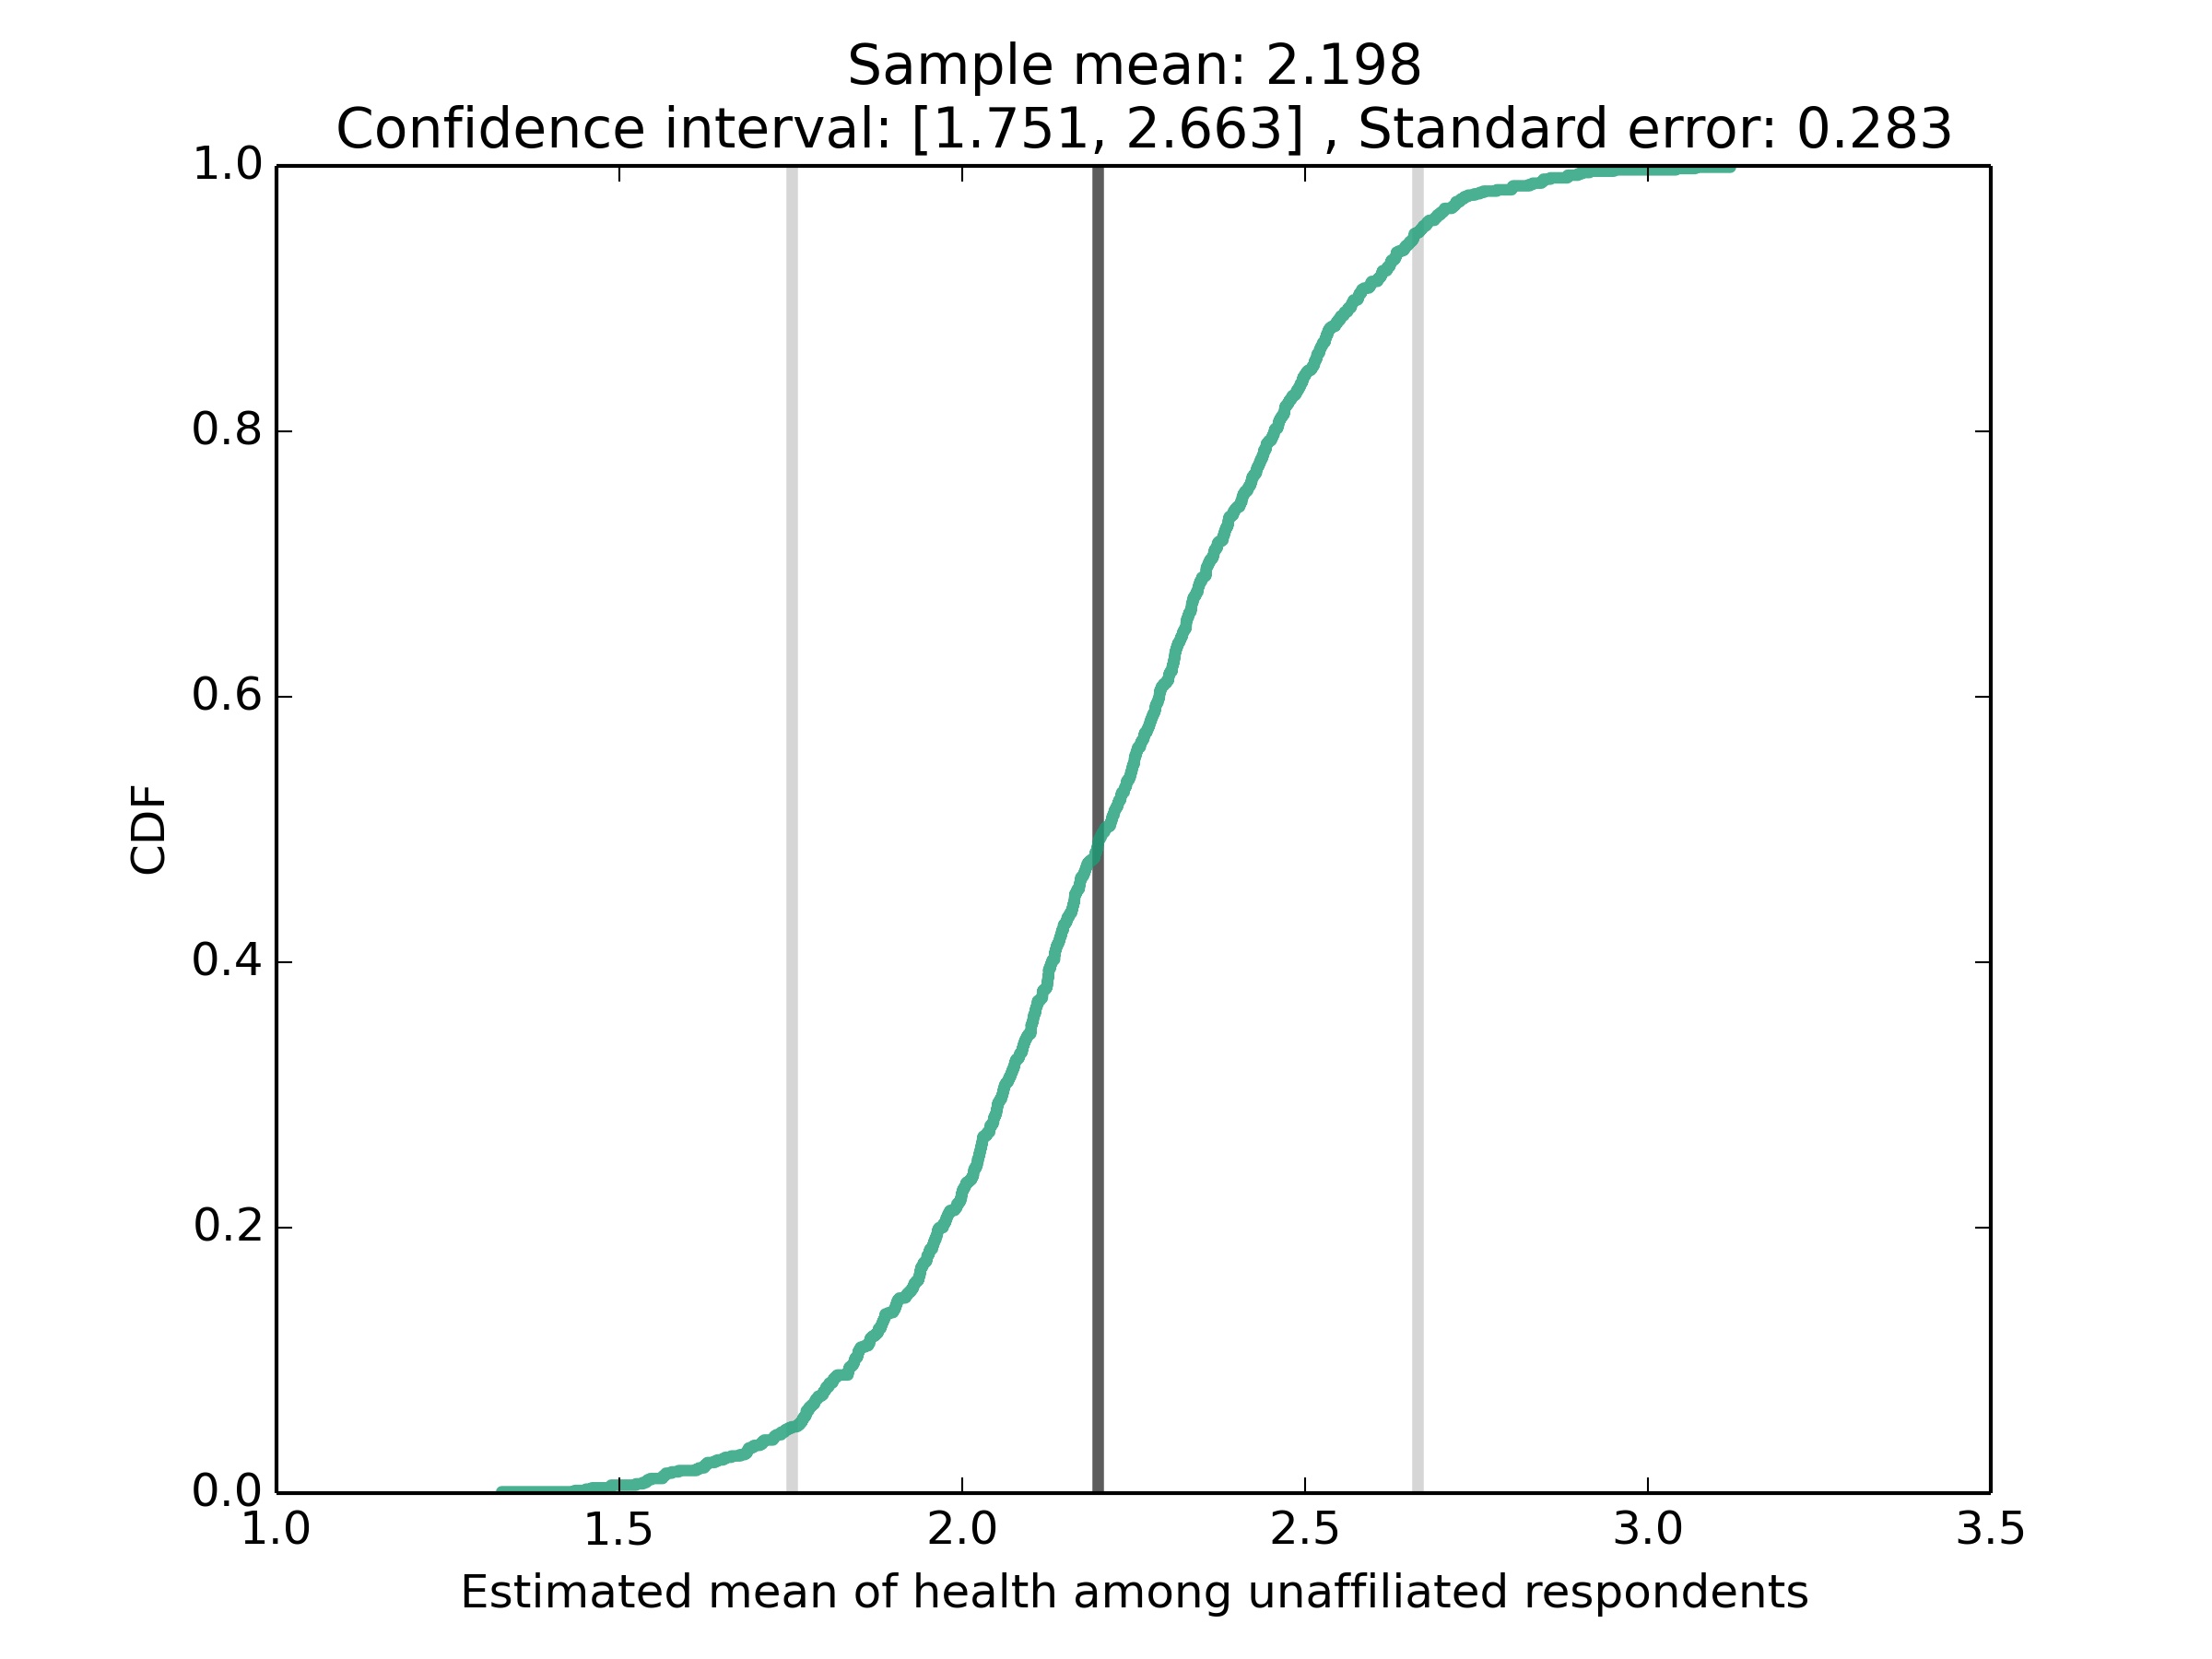 Sample mean: 2.198
Confidence interval: [1.751, 2.663] , Standard error: 0.283
1.0
0.8
0.6
0.4
0.2
0.0
CDF
1.0 1.5 2.0 2.5 3.0 3.5
Estimated mean of health among unaffiliated respondents